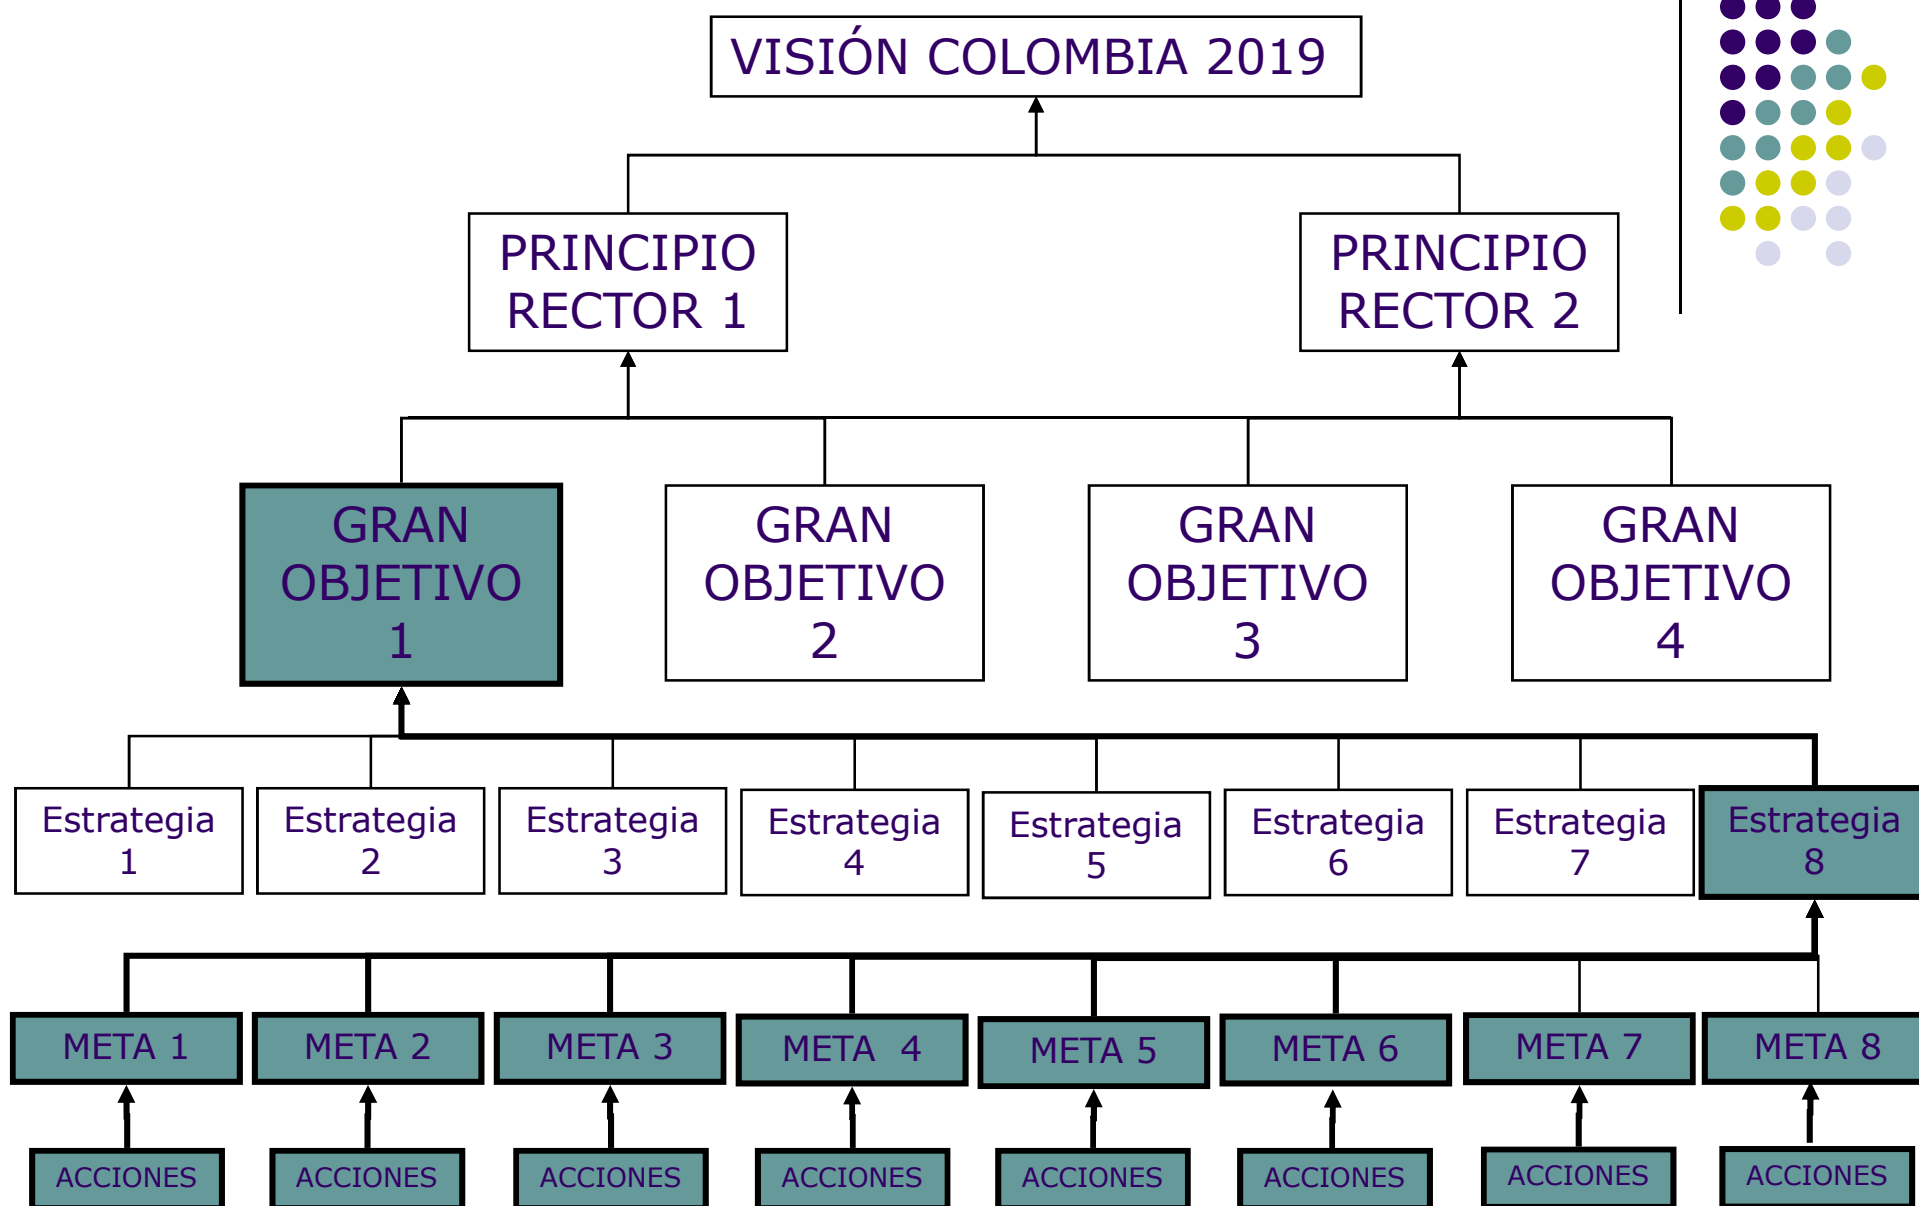 VISIÓN COLOMBIA 2019
PRINCIPIO
RECTOR 1
PRINCIPIO
RECTOR 2
GRAN
OBJETIVO
1
GRAN
OBJETIVO
2
GRAN
OBJETIVO
3
GRAN
OBJETIVO
4
Estrategia
1
Estrategia
2
Estrategia
3
Estrategia
4
Estrategia
5
Estrategia
6
Estrategia
7
Estrategia
8
META 1
META 2
META 3
META 4
META 5
META 6
META 7
META 8
ACCIONES
ACCIONES
ACCIONES
ACCIONES
ACCIONES
ACCIONES
ACCIONES
ACCIONES